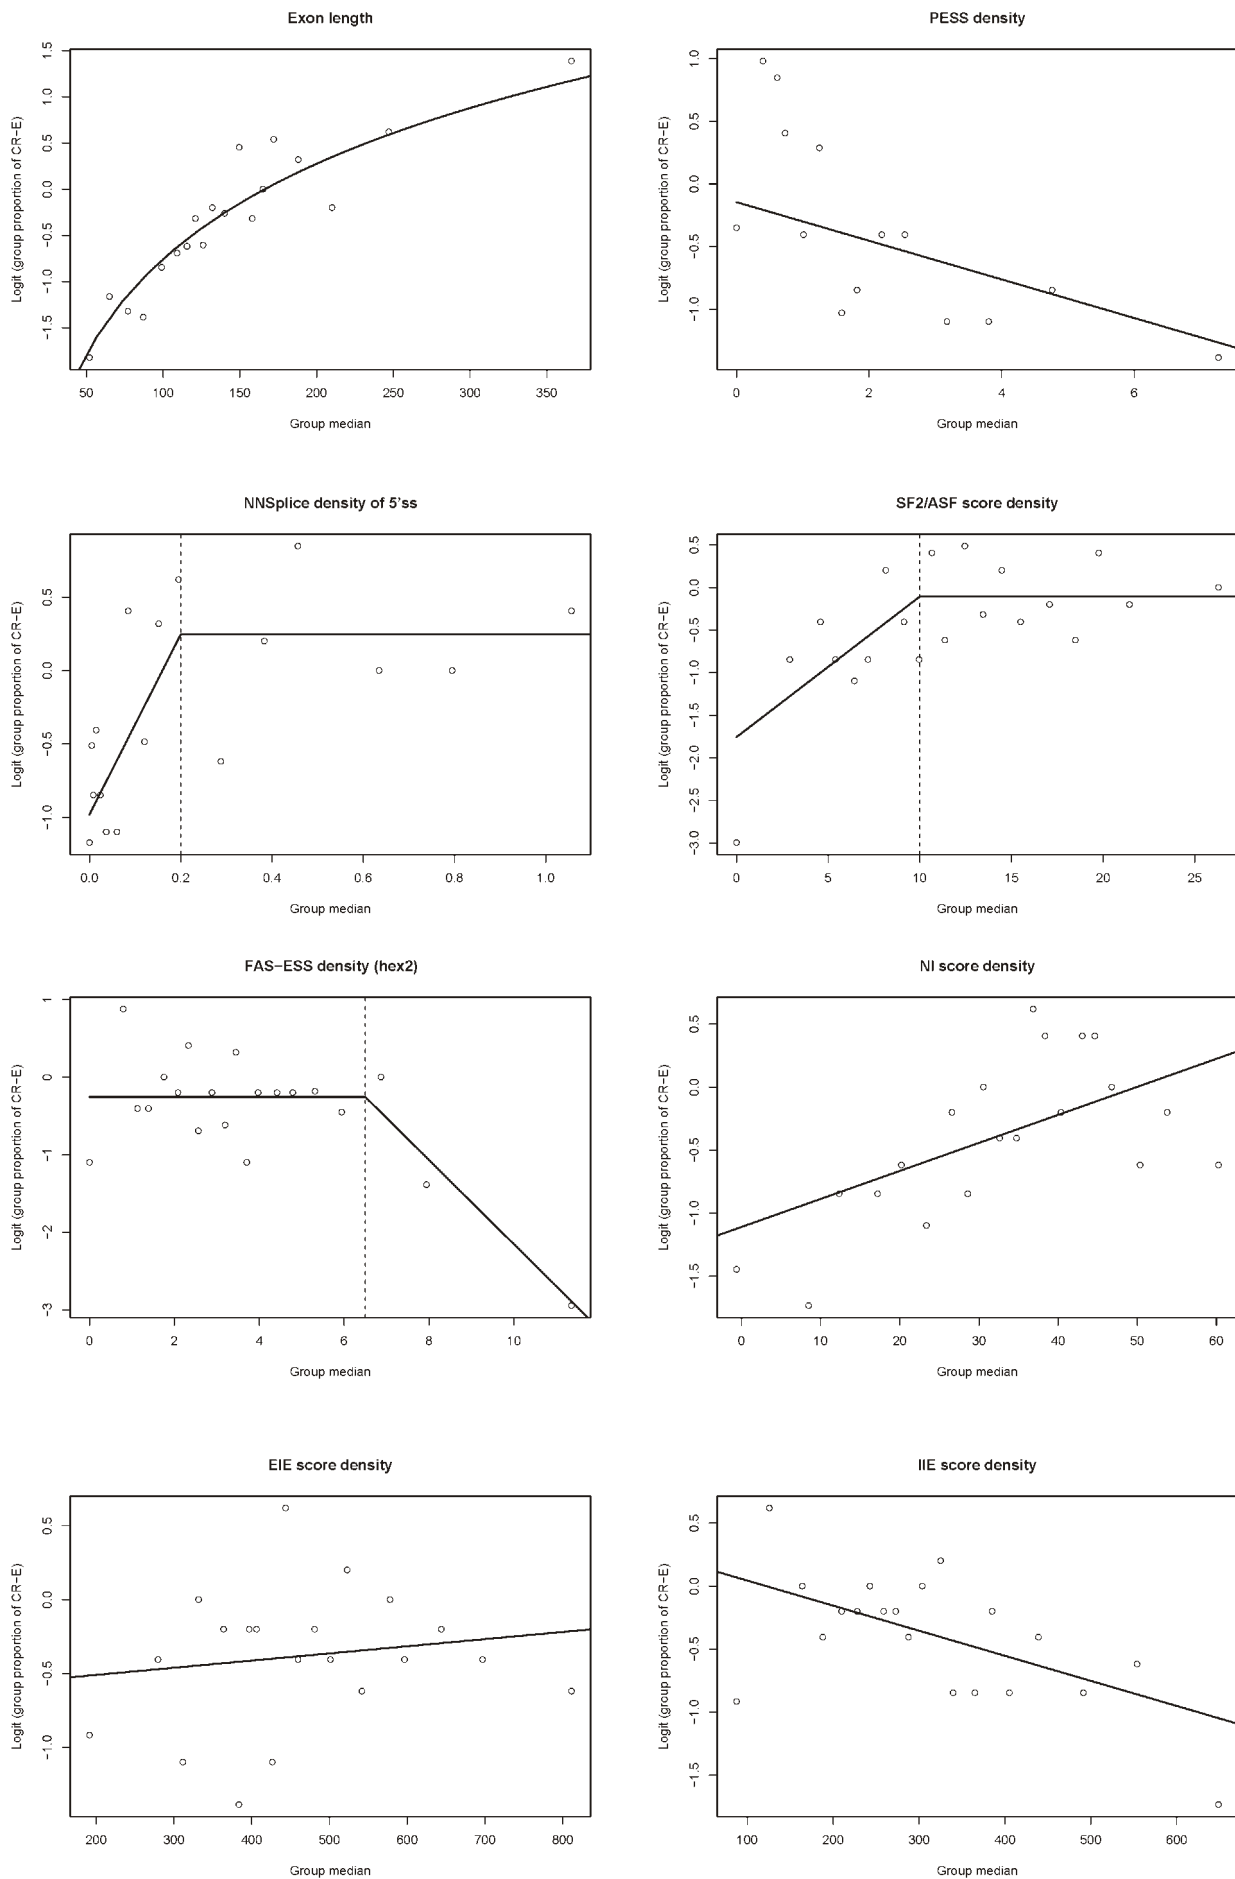 Exon length
Logit (group proportion of CR−E)
1.5
1.0
0.5
0.0
−0.5
−1.0
−1.5
50 100 150 200 250 300 350
Group median
PESS density
Logit (group proportion of CR−E)
1.0
0.5
0.0
−0.5
−1.0
0 2 4 6
Group median
NNSplice density of 5'ss
Logit (group proportion of CR−E)
0.5
0.0
−0.5
−1.0
0.0 0.2 0.4 0.6 0.8 1.0
Group median
SF2/ASF score density
Logit (group proportion of CR−E)
0.5
0.0
−0.5
−1.0
−1.5
−2.0
−2.5
−3.0
0 5 10 15 20 25
Group median
FAS−ESS density (hex2)
Logit (group proportion of CR−E)
1
0
−1
−2
−3
0 2 4 6 8 10
Group median
NI score density
Logit (group proportion of CR−E)
0.5
0.0
−0.5
−1.0
−1.5
0 10 20 30 40 50 60
Group median
EIE score density
Logit (group proportion of CR−E)
0.5
0.0
−0.5
−1.0
200 300 400 500 600 700 800
Group median
IIE score density
Logit (group proportion of CR−E)
0.5
0.0
−0.5
−1.0
−1.5
100 200 300 400 500 600
Group median